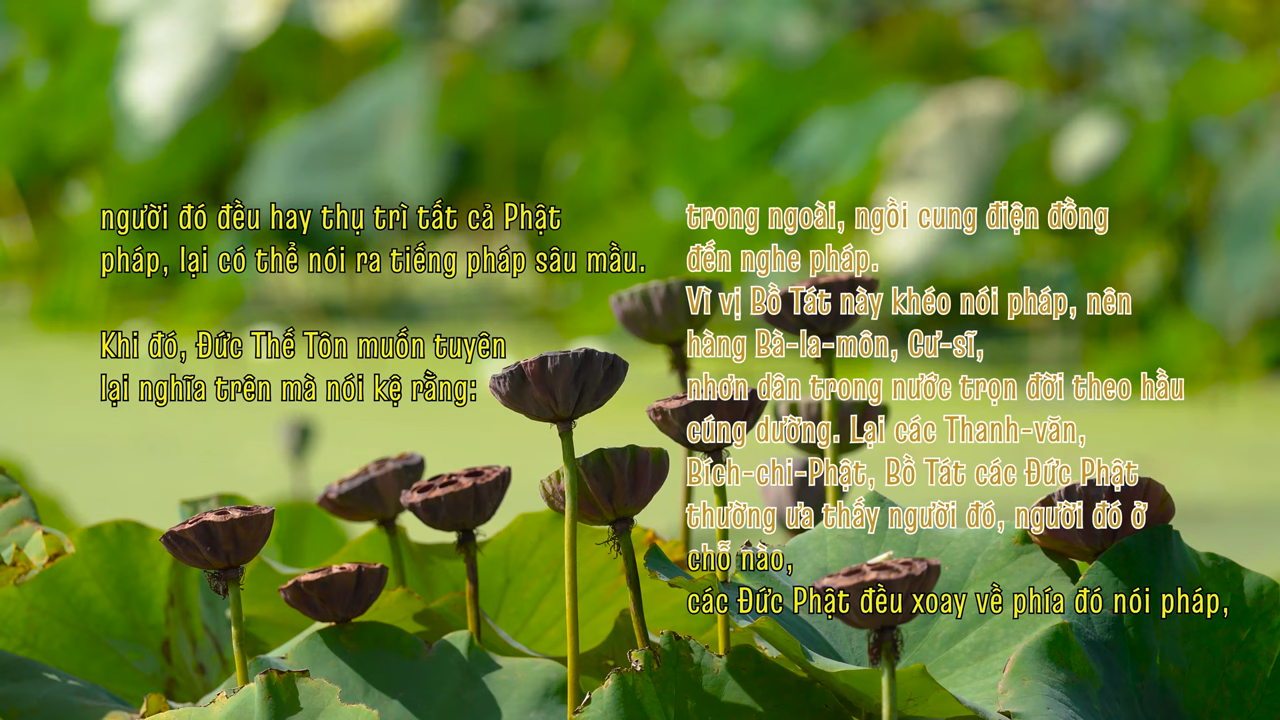 trong ngoài, ngồi cung điện đồng
đến nghe pháp.
Vì vị Bồ Tát này khéo nói pháp, nên
hàng Bà-la-môn, Cư-sĩ,
nhơn dân trong nước trọn đời theo hầu
cúng dường. Lại các Thanh-văn,
Bích-chi-Phật, Bồ Tát các Đức Phật
thường ưa thấy người đó, người đó ở
chỗ nào,
các Đức Phật đều xoay về phía đó nói pháp,
người đó đều hay thụ trì tất cả Phật
pháp, lại có thể nói ra tiếng pháp sâu mầu.
Khi đó, Đức Thế Tôn muốn tuyên
lại nghĩa trên mà nói kệ rằng: